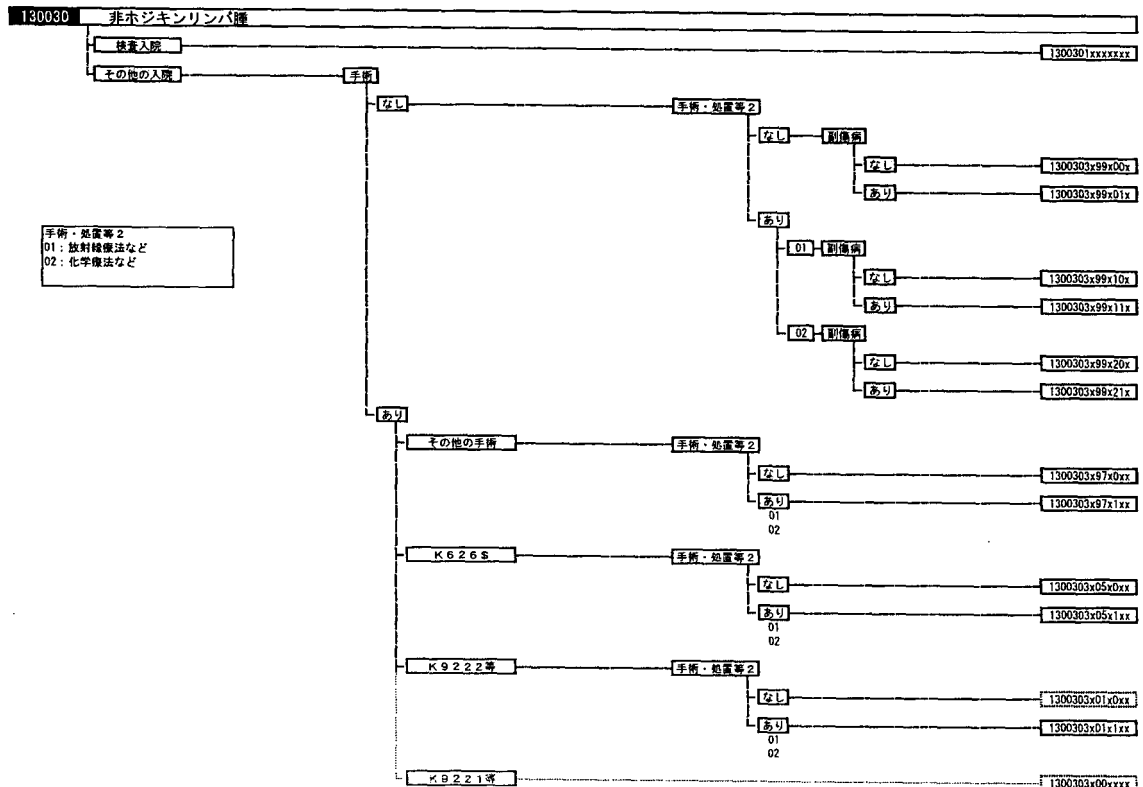 130030 非ホジキンリンパ腫
検査入院 1300301xxxxxxx
その他の入院 手術
なし 手術・処置等2
なし 副傷病
なし 1300303x99x00x
あり 1300303x99x01x
あり
手術・処置等2
01：放射線療法など
02：化学療法など
01 副傷病
なし 1300303x99x10x
あり 1300303x99x11x
02 副傷病
なし 1300303x99x20x
あり 1300303x99x21x
あり
その他の手術 手術・処置等2
なし 1300303x97x0xx
あり 1300303x97x1xx
01
02
K626$ 手術・処置等2
なし 1300303x05x0xx
あり 1300303x05x1xx
01
02
K9222等 手術・処置等2
なし 1300303x01x0xx
あり 1300303x01x1xx
01
02
K9221等 1300303x00xxxx